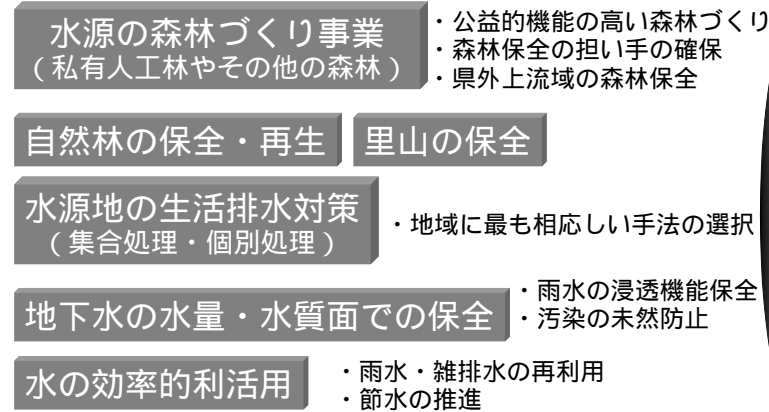 水源の森林づくり事業
（私有人工林やその他の森林）
・公益的機能の高い森林づくり
・森林保全の担い手の確保
・県外上流域の森林保全
自然林の保全・再生
里山の保全
水源地の生活排水対策
（集合処理・個別処理）
・地域に最も相応しい手法の選択
地下水の水量・水質面での保全
・雨水の浸透機能保全
・汚染の未然防止
水の効率的利活用
・雨水・雑排水の再利用
・節水の推進